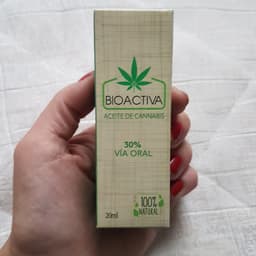 BIOACTIVA
ACEITE DE CANNABIS
30%
VÍA ORAL
100%
NATURAL
20ml